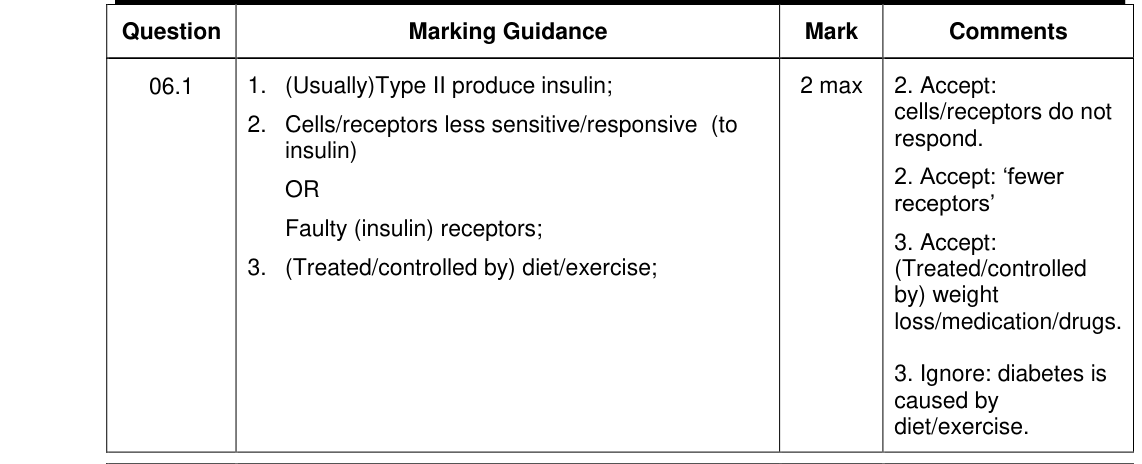 Question Marking Guidance Mark Comments
06.1
1. (Usually)Type II produce insulin;
2. Cells/receptors less sensitive/responsive (to
insulin)
OR
Faulty (insulin) receptors;
3. (Treated/controlled by) diet/exercise;
2 max
2. Accept:
cells/receptors do not
respond.
2. Accept: ‘fewer
receptors’
3. Accept:
(Treated/controlled
by) weight
loss/medication/drugs.
3. Ignore: diabetes is
caused by
diet/exercise.